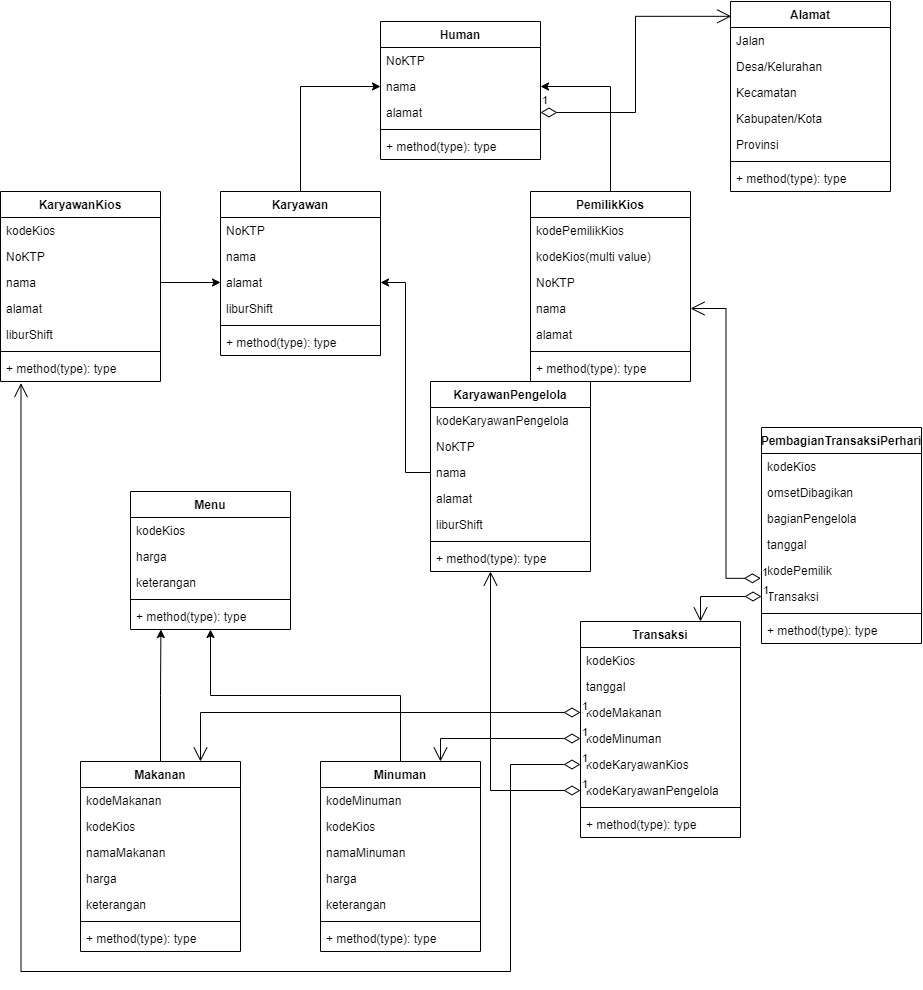 Human
NoKTP
nama
alamat
+ method(type): type
1
Alamat
Jalan
Desa/Kelurahan
Kecamatan
Kabupaten/Kota
Provinsi
+ method(type): type
KaryawanKios
kodeKios
NoKTP
nama
alamat
liburShift
+ method(type): type
Karyawan
NoKTP
nama
alamat
liburShift
+ method(type): type
PemilikKios
kodePemilikKios
kodeKios(multi value)
NoKTP
nama
alamat
+ method(type): type
KaryawanPengelola
kodeKaryawanPengelola
NoKTP
nama
alamat
liburShift
+ method(type): type
PembagianTransaksiPerhari
kodeKios
omsetDibagikan
bagianPengelola
tanggal
1
kodePemilik
1
Transaksi
+ method(type): type
Menu
kodeKios
harga
keterangan
+ method(type): type
Transaksi
kodeKios
tanggal
1
kodeMakanan
1
kodeMinuman
1
kodeKaryawanKios
1
kodeKaryawanPengelola
+ method(type): type
Makanan
kodeMakanan
kodeKios
namaMakanan
harga
keterangan
+ method(type): type
Minuman
kodeMinuman
kodeKios
namaMinuman
harga
keterangan
+ method(type): type